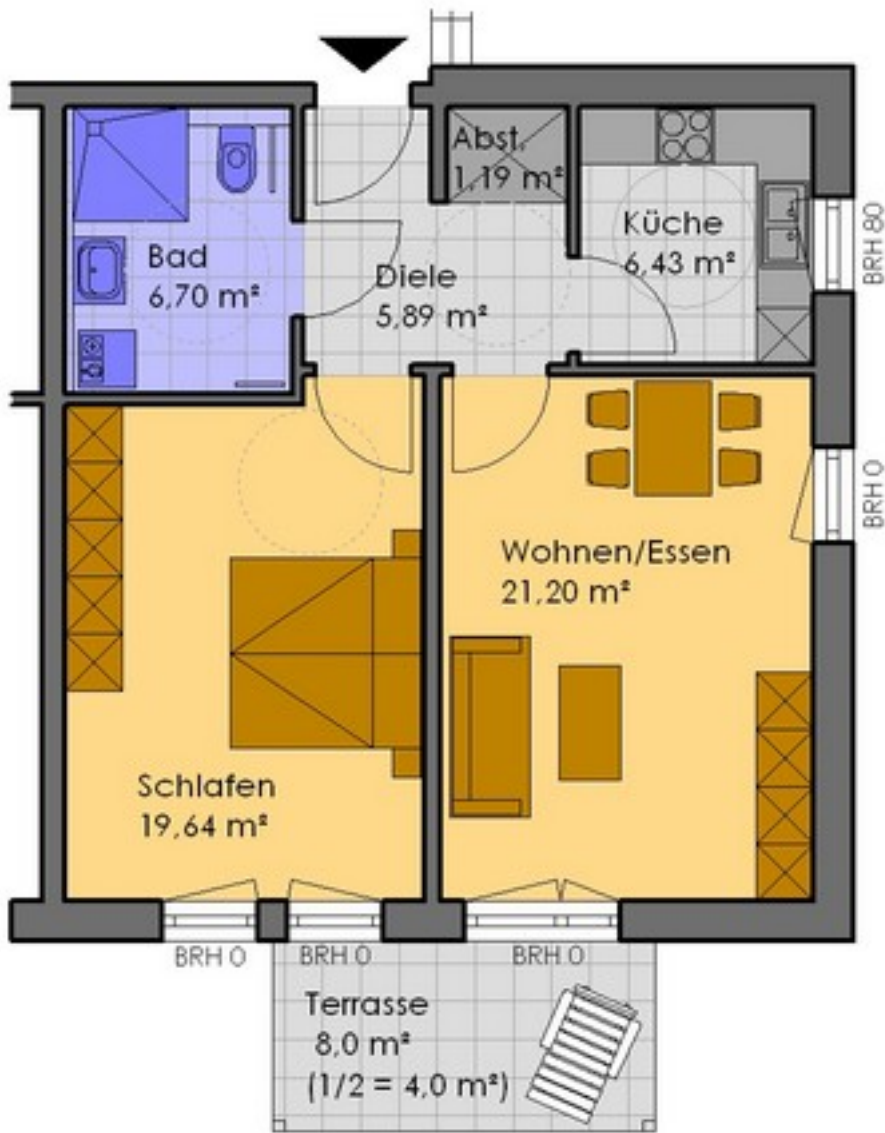 Abst.
1,19 m²
Küche
6,43 m²
BRH 80
Bad
6,70 m²
Diele
5,89 m²
BRH 0
Wohnen/Essen
21,20 m²
Schlafen
19,64 m²
BRH 0
BRH 0
BRH 0
Terrasse
8,0 m²
(1/2 = 4,0 m²)